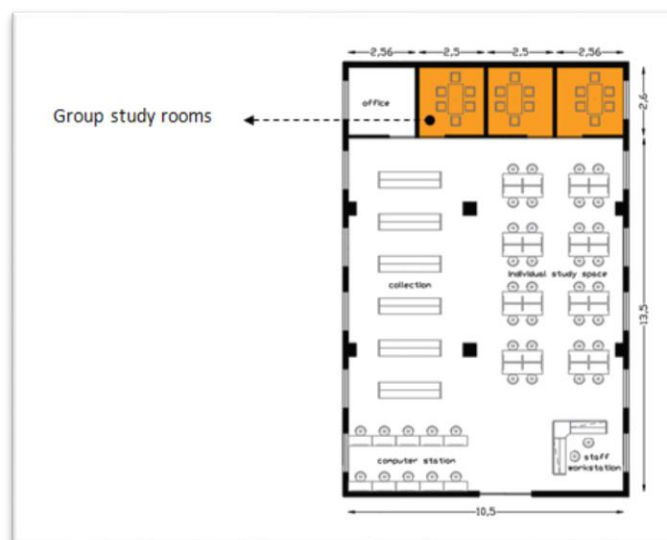 2,56 2,5 2,5 2,56
office
2,6
Group study rooms
individual study space
collection
13,5
computer station
staff
workstation
10,5